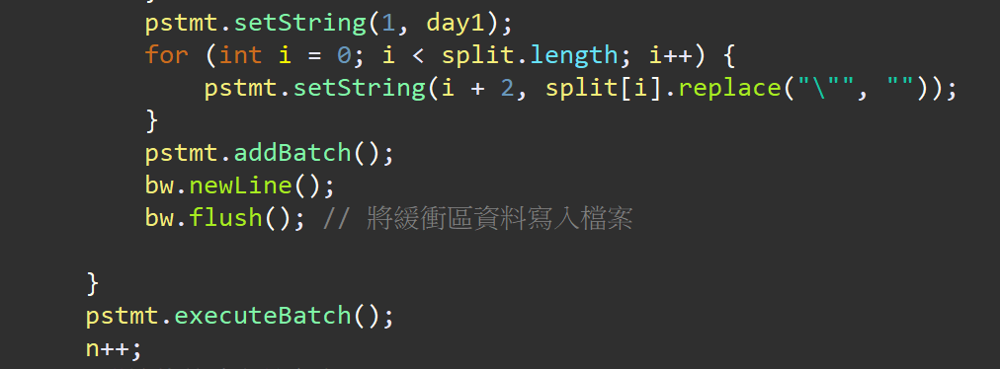 pstmt.setString(1, day1);
for (int i = 0; i < split.length; i++) {
pstmt.setString(i + 2, split[i].replace("\"", ""));
}
pstmt.addBatch();
bw.newLine();
bw.flush(); // 將緩衝區資料寫入檔案
}
pstmt.executeBatch();
n++;